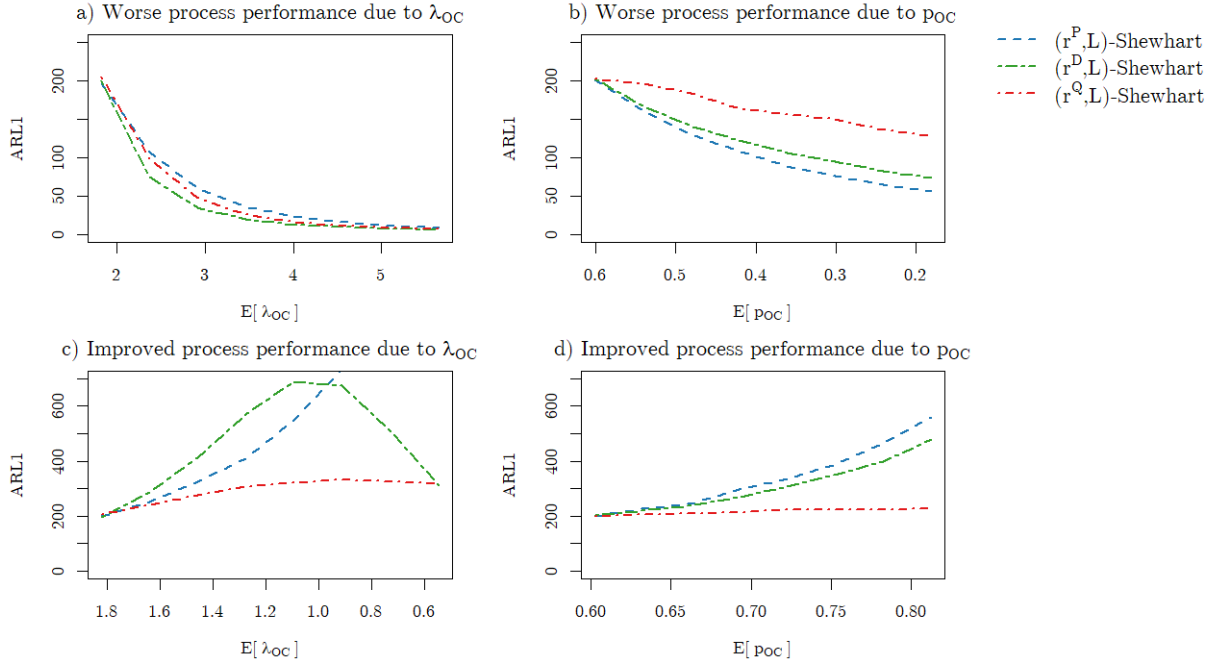 a) Worse process performance due to λOC
ARL1
0
50
100
200
2
3
4
5
E[ λOC ]
b) Worse process performance due to pOC
ARL1
0
50
100
200
0.6
0.5
0.4
0.3
0.2
E[ pOC ]
(r^P,L)-Shewhart
(r^D,L)-Shewhart
(r^Q,L)-Shewhart
c) Improved process performance due to λOC
ARL1
0
200
400
600
1.8
1.6
1.4
1.2
1.0
0.8
0.6
E[ λOC ]
d) Improved process performance due to pOC
ARL1
0
200
400
600
0.60
0.65
0.70
0.75
0.80
E[ pOC ]